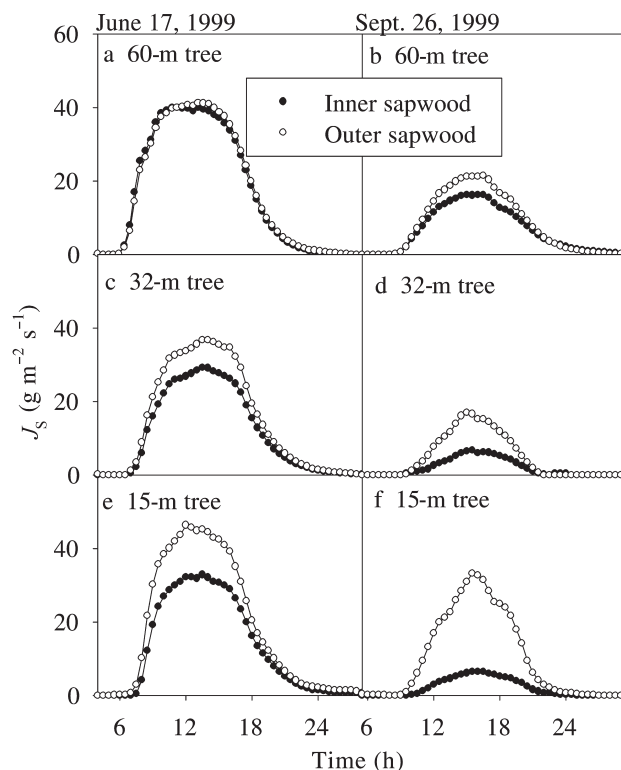 June 17, 1999 Sept. 26, 1999
60
a 60-m tree
b 60-m tree
Inner sapwood
Outer sapwood
40
20
0
c 32-m tree
d 32-m tree
40
20
0
e 15-m tree
f 15-m tree
40
20
0
6 12 18 24 6 12 18 24
Time (h)
Jₛ (g m⁻² s⁻¹)